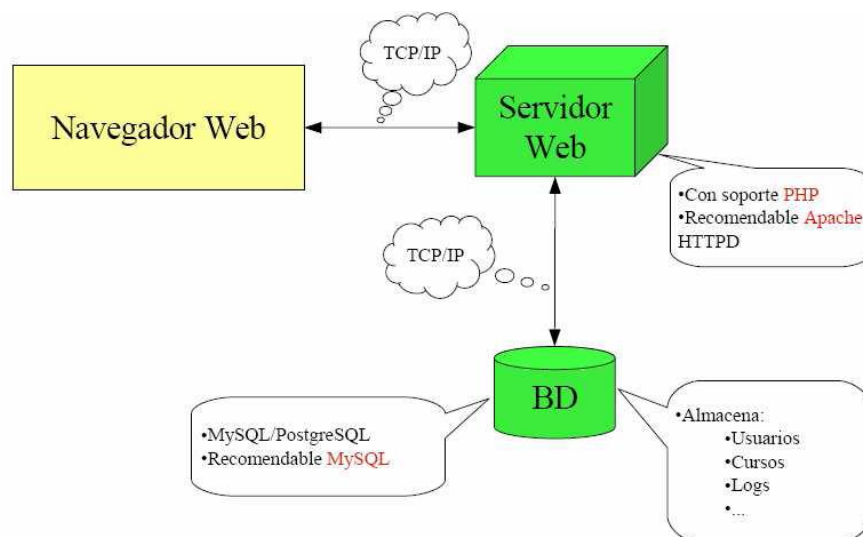 TCP/IP
Navegador Web
Servidor
Web
•Con soporte PHP
•Recomendable Apache
HTTPD
TCP/IP
BD
•MySQL/PostgreSQL
•Recomendable MySQL
•Almacena:
•Usuarios
•Cursos
•Logs
•...